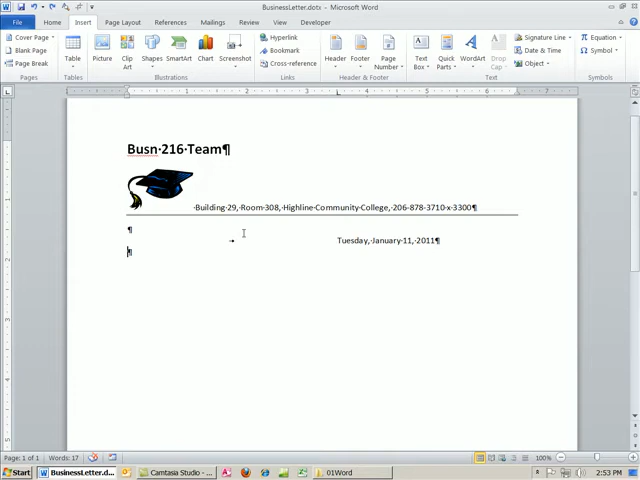 BusinessLetter.dotx - Microsoft Word
File Home Insert Page Layout References Mailings Review View Developer
Cover Page
Blank Page
Page Break
Pages
Table
Tables
Picture
Clip Art
Shapes
SmartArt
Chart
Screenshot
Illustrations
Hyperlink
Bookmark
Cross-reference
Links
Header
Footer
Page Number
Header & Footer
Text Box
Quick Parts
WordArt
Drop Cap
Signature Line
Date & Time
Object
Text
Equation
Symbol
Symbols
Busn·216·Team¶
·Building·29,·Room·308,·Highline·Community·College,·206-878-3710·x·3300¶
¶
→ Tuesday,·January·11,·2011¶
¶
Page: 1 of 1 Words: 17 100%
Start BusinessLetter.d... Camtasia Studio - ... 01Word 2:53 PM